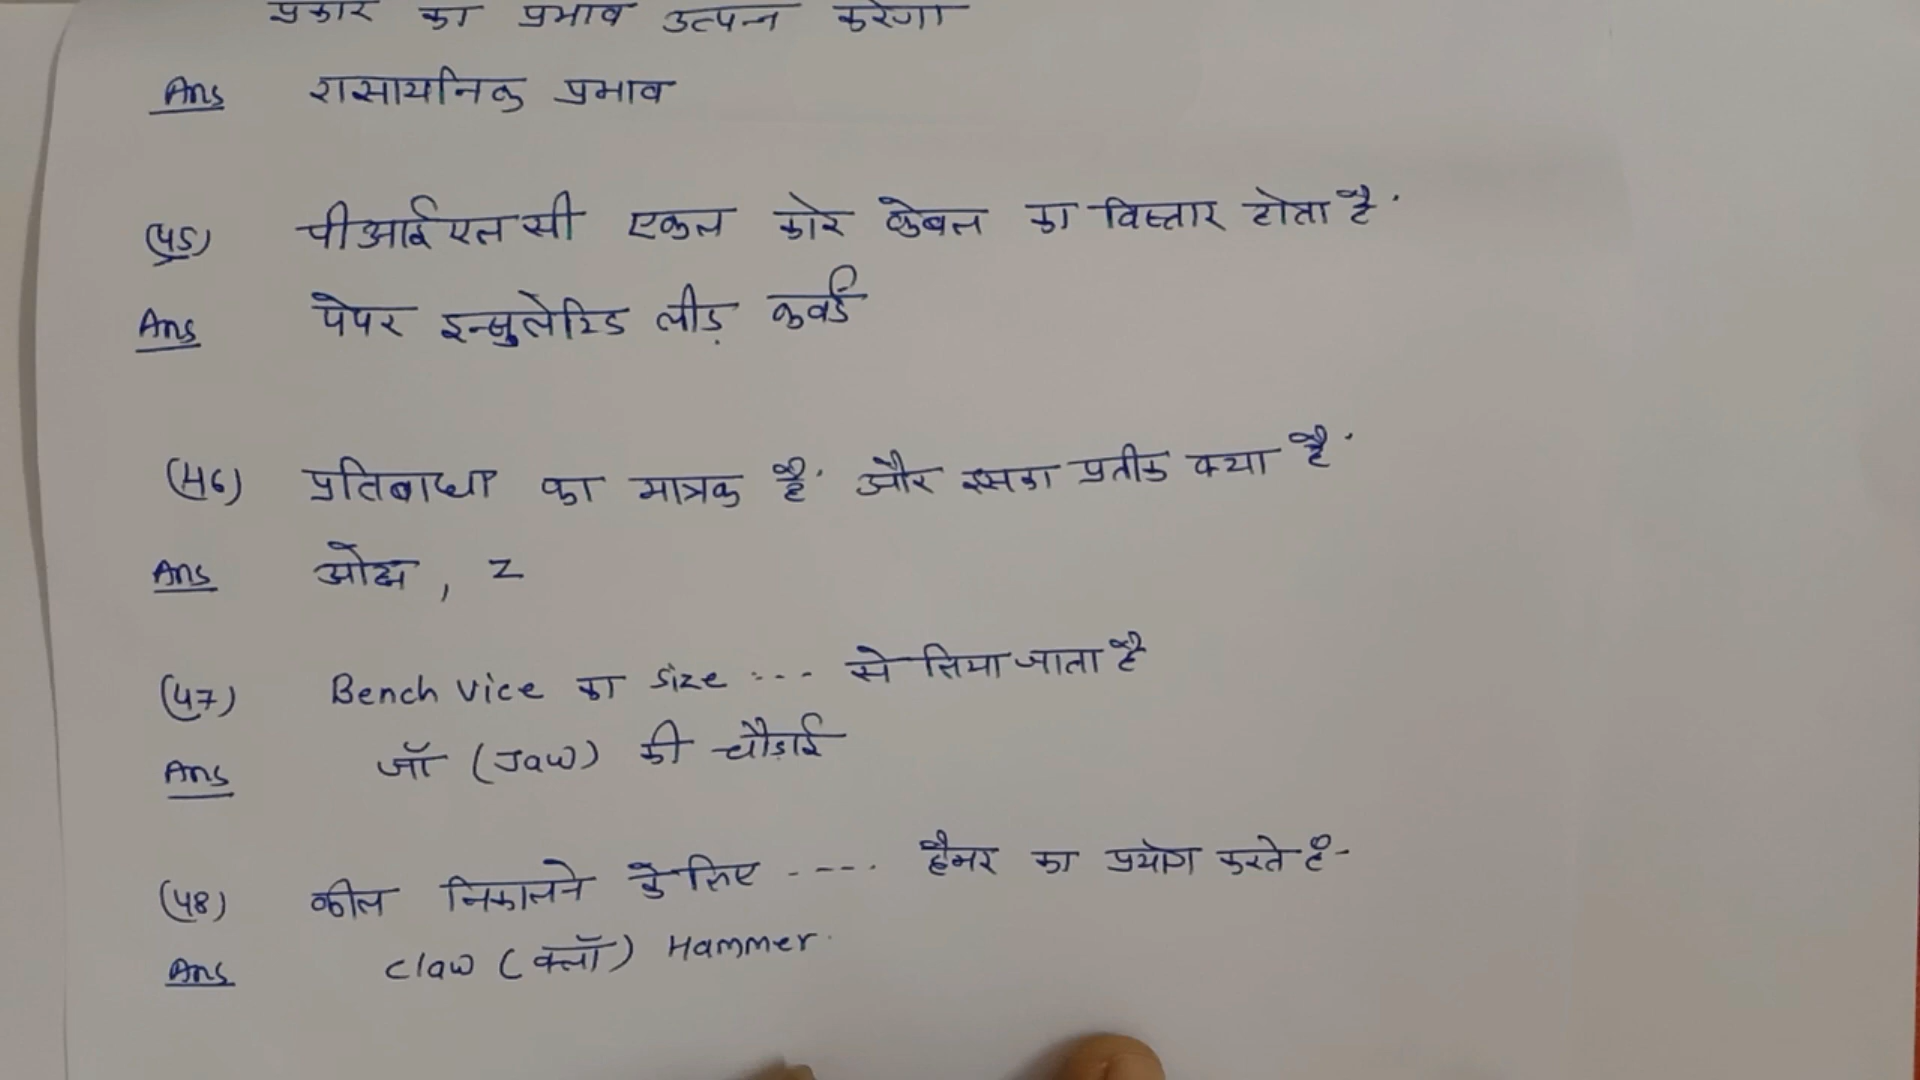 प्रकार का प्रभाव उत्पन्न करेगा
Ans रासायनिक प्रभाव
(45) पीआईएलसी एकल कोर केबल का विस्तार होता है.
Ans पेपर इन्सुलेटिड लीड़ कवर्ड
(46) प्रतिबाधा का मात्रक है. और इसका प्रतीक क्या है.
Ans ओह्म , Z
(47) Bench Vice का size .... से लिया जाता है
Ans जॉ (Jaw) की चौड़ाई
(48) कील निकालने के लिए ----. हैमर का प्रयोग करते है-
Ans Claw (क्लॉ) Hammer.